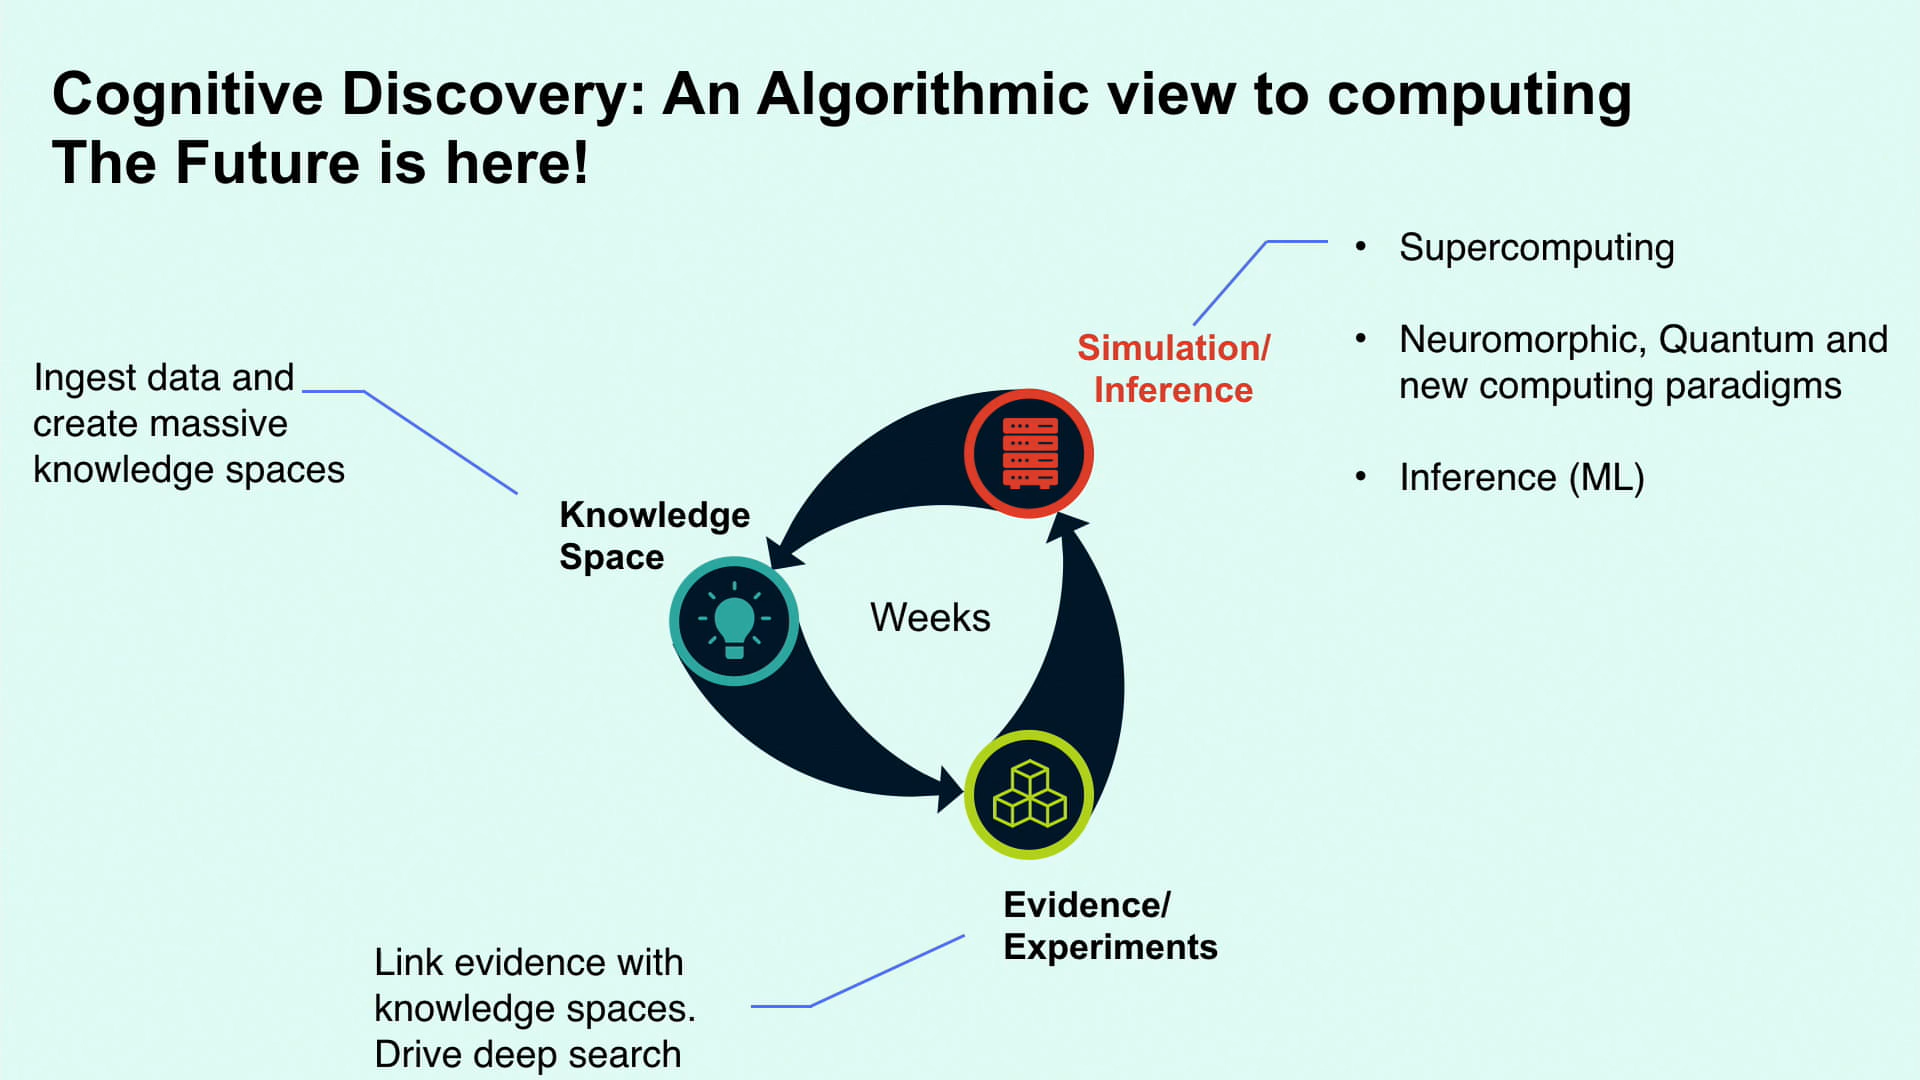 Cognitive Discovery: An Algorithmic view to computing
The Future is here!
• Supercomputing
• Neuromorphic, Quantum and
new computing paradigms
• Inference (ML)
Simulation/
Inference
Ingest data and
create massive
knowledge spaces
Knowledge
Space
Weeks
Evidence/
Experiments
Link evidence with
knowledge spaces.
Drive deep search